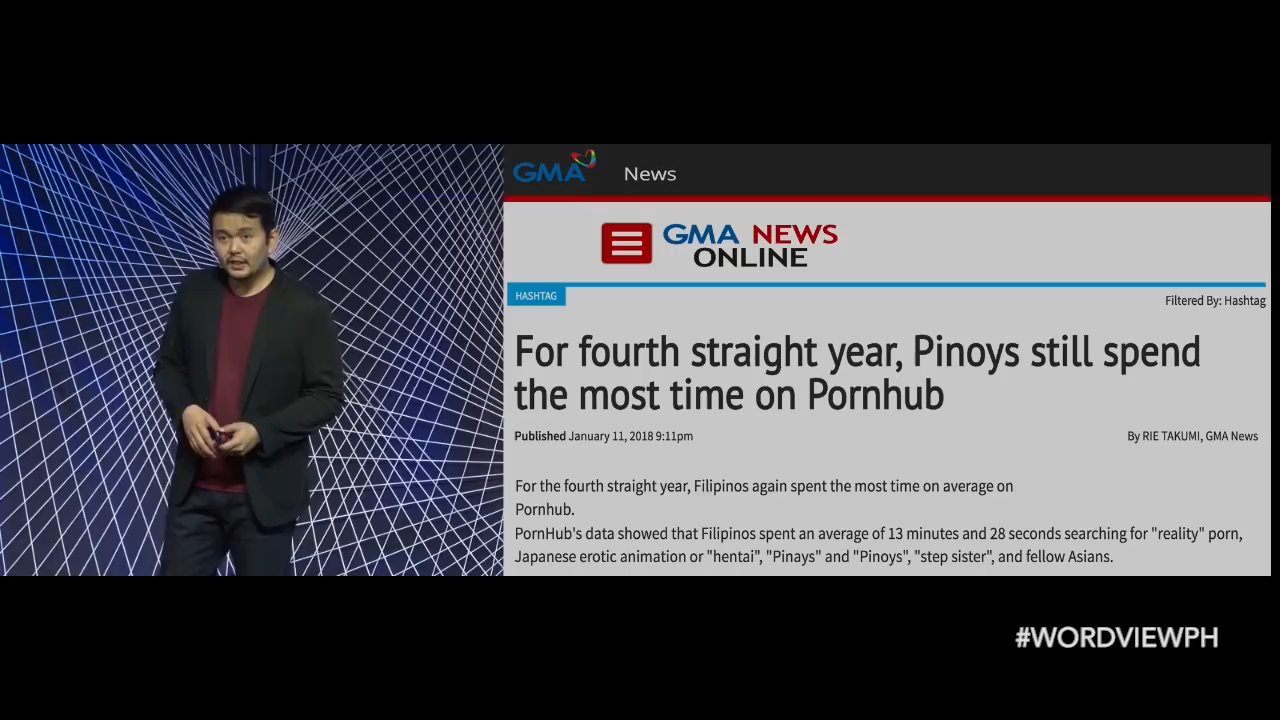 GMA News
GMA NEWS
ONLINE
HASHTAG
Filtered By: Hashtag
For fourth straight year, Pinoys still spend
the most time on Pornhub
Published January 11, 2018 9:11pm
By RIE TAKUMI, GMA News
For the fourth straight year, Filipinos again spent the most time on average on
Pornhub.
PornHub's data showed that Filipinos spent an average of 13 minutes and 28 seconds searching for "reality" porn,
Japanese erotic animation or "hentai", "Pinays" and "Pinoys", "step sister", and fellow Asians.
#WORDVIEWPH